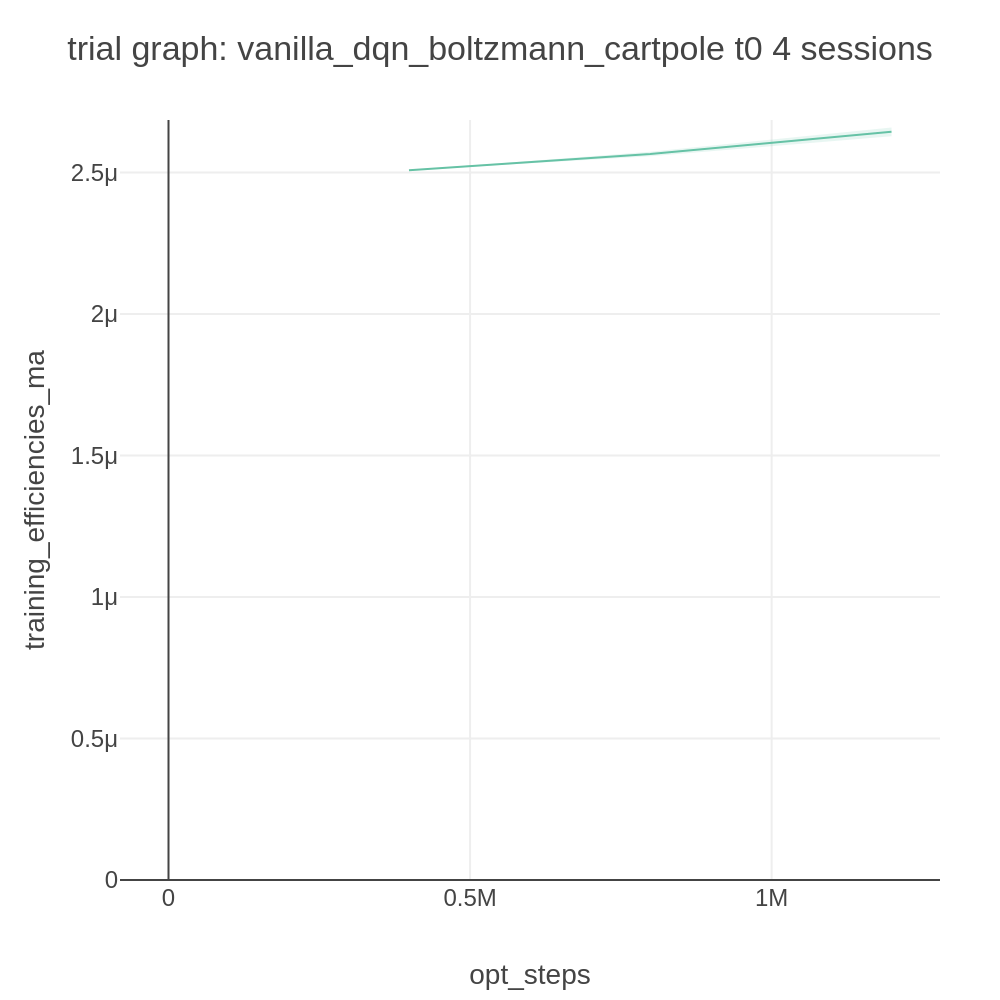 trial graph: vanilla_dqn_boltzmann_cartpole t0 4 sessions
training_efficiencies_ma
2.5μ
2μ
1.5μ
1μ
0.5μ
0
0
0.5M
1M
opt_steps